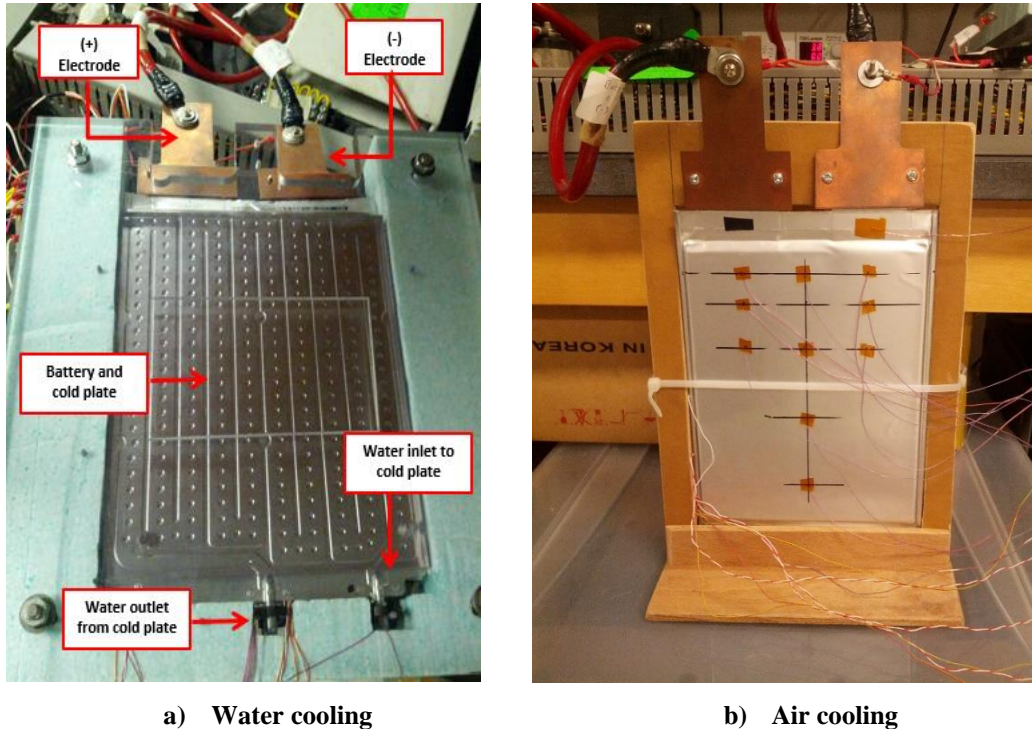 (+)
Electrode
(-)
Electrode
Battery and
cold plate
Water inlet to
cold plate
Water outlet
from cold plate
IN KOREA
a) Water cooling
b) Air cooling